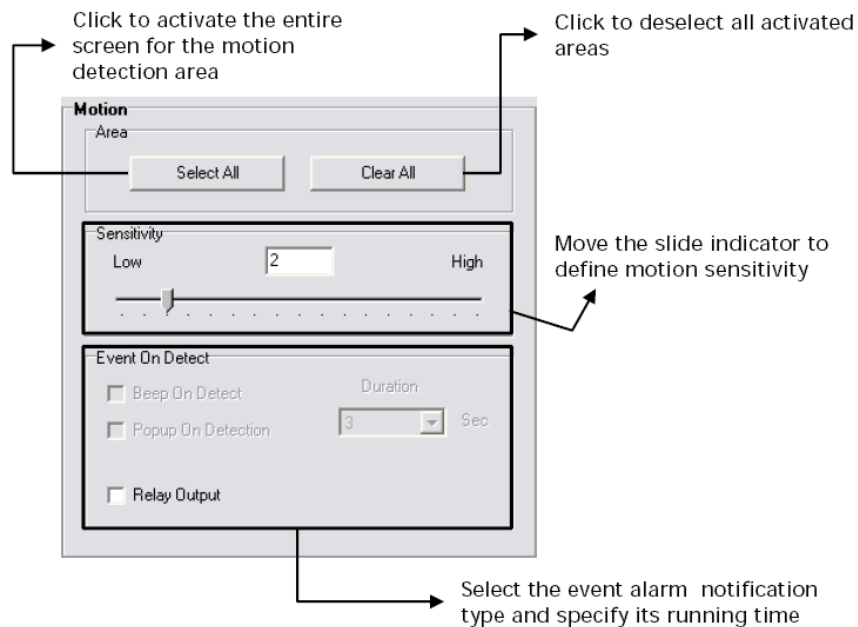 Click to activate the entire
screen for the motion
detection area
Click to deselect all activated
areas
Motion
Area
Select All
Clear All
Sensitivity
Low
2
High
Move the slide indicator to
define motion sensitivity
Event On Detect
Beep On Detect
Duration
Popup On Detection
3
Sec
Relay Output
Select the event alarm notification
type and specify its running time